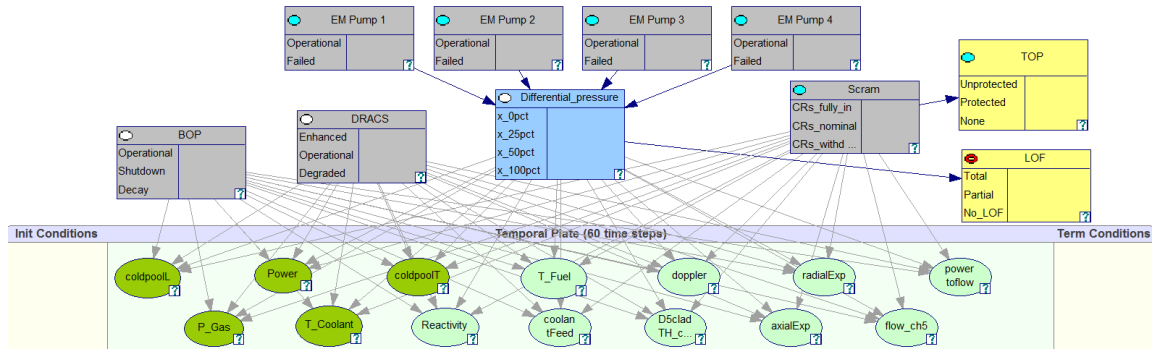 EM Pump 1
Operational
Failed
?
EM Pump 2
Operational
Failed
?
EM Pump 3
Operational
Failed
?
EM Pump 4
Operational
Failed
?
TOP
Unprotected
Protected
None
?
Scram
CRs_fully_in
CRs_nominal
CRs_withd ...
?
Differential_pressure
x_0pct
x_25pct
x_50pct
x_100pct
?
DRACS
Enhanced
Operational
Degraded
?
BOP
Operational
Shutdown
Decay
?
LOF
Total
Partial
No_LOF
?
Init Conditions
Temporal Plate (60 time steps)
Term Conditions
coldpoolL
?
Power
?
coldpoolT
?
T_Fuel
?
doppler
?
radialExp
?
power
toflow
?
P_Gas
?
T_Coolant
?
Reactivity
?
coolan
tFeed
?
D5clad
TH_c...
?
axialExp
?
flow_ch5
?